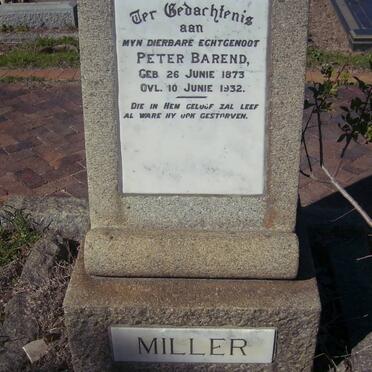 Ter Gedachtenis
aan
MYN DIERBARE ECHTGENOOT
PETER BAREND,
GEB 26 JUNIE 1873
OVL. 10 JUNIE 1932.
DIE IN HEM GELOOF ZAL LEEF
AL WARE HY OOK GESTORVEN.
MILLER